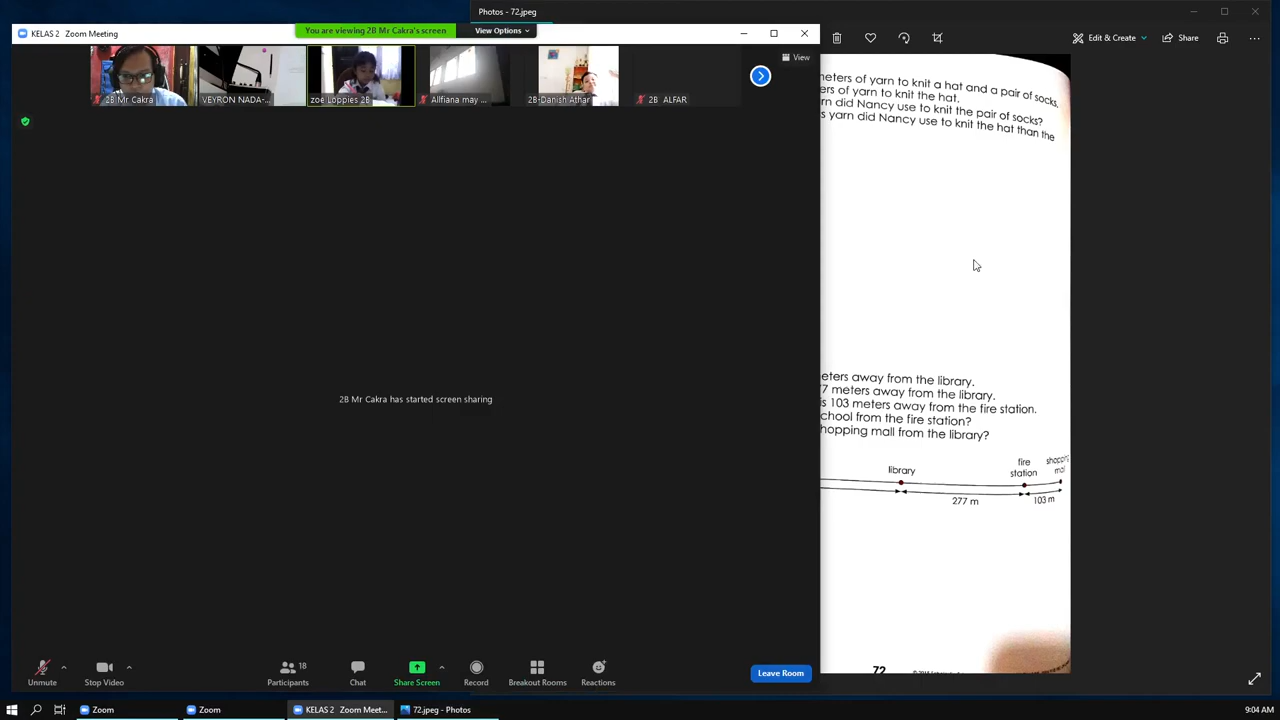 Photos - 72.jpeg
KELAS 2 Zoom Meeting
You are viewing 2B Mr Cakra's screen
View Options
Edit & Create
Share
View
2B Mr Cakra
VEYRON NADA-...
zoe Loppies 2B
Allfiana may ...
2B-Danish Athar
2B ALFAR
meters of yarn to knit a hat and a pair of socks.
ers of yarn to knit the hat.
rn did Nancy use to knit the pair of socks?
s yarn did Nancy use to knit the hat than the
2B Mr Cakra has started screen sharing
eters away from the library.
77 meters away from the library.
is 103 meters away from the fire station.
chool from the fire station?
hopping mall from the library?
library
fire station
shopping mal
277 m
103 m
72
Unmute
Stop Video
18
Participants
Chat
Share Screen
Record
Breakout Rooms
Reactions
Leave Room
Zoom
Zoom
KELAS 2 Zoom Meet...
72.jpeg - Photos
9:04 AM